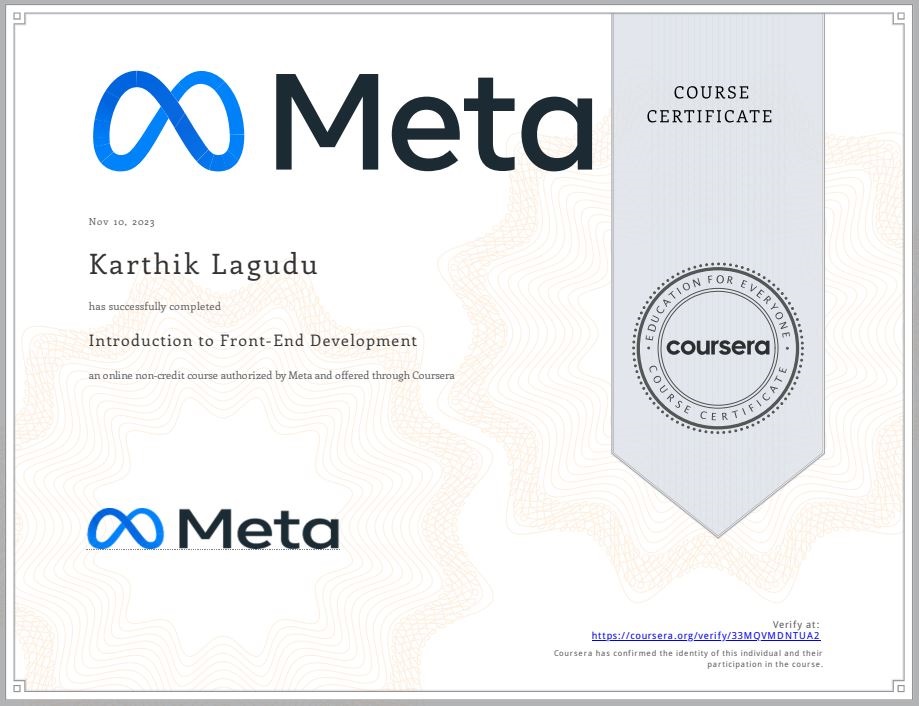 Meta
COURSE
CERTIFICATE
Nov 10, 2023
Karthik Lagudu
has successfully completed
Introduction to Front-End Development
an online non-credit course authorized by Meta and offered through Coursera
EDUCATION FOR EVERYONE
coursera
COURSE CERTIFICATE
Meta
Verify at:
https://coursera.org/verify/33MQVMDNTUA2
Coursera has confirmed the identity of this individual and their
participation in the course.